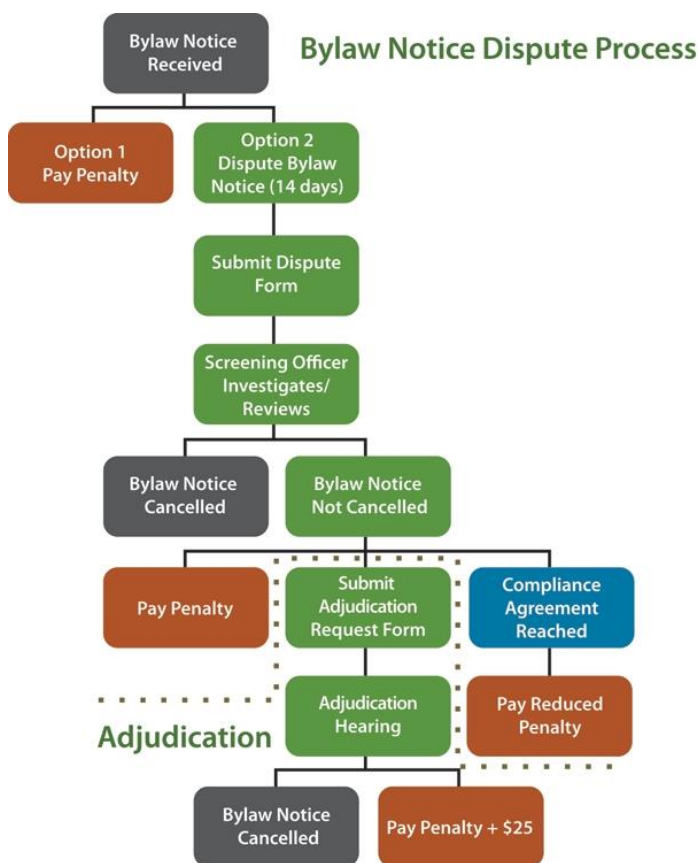 Bylaw Notice
Received
Bylaw Notice Dispute Process
Option 1
Pay Penalty
Option 2
Dispute Bylaw
Notice (14 days)
Submit Dispute
Form
Screening Officer
Investigates/
Reviews
Bylaw Notice
Cancelled
Bylaw Notice
Not Cancelled
Pay Penalty
Submit
Adjudication
Request Form
Compliance
Agreement
Reached
Adjudication
Adjudication
Hearing
Pay Reduced
Penalty
Bylaw Notice
Cancelled
Pay Penalty + $25